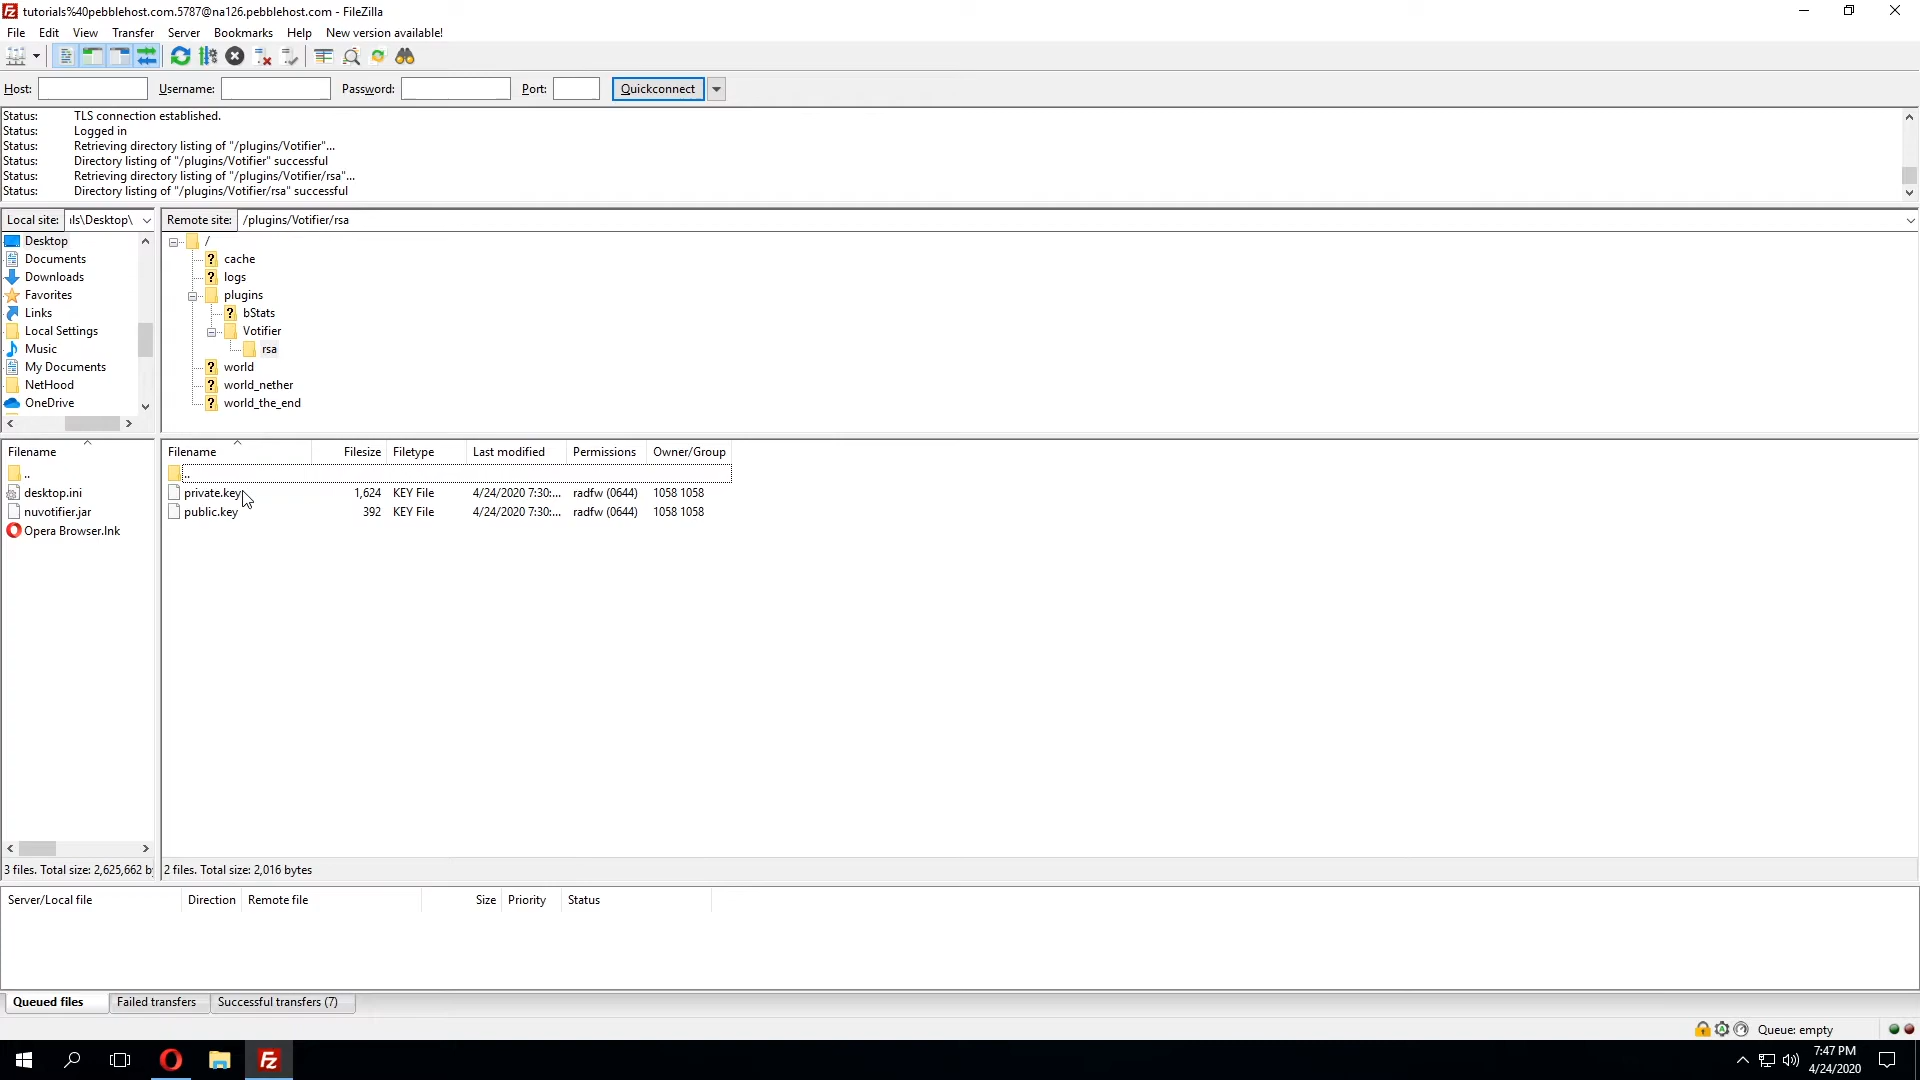 tutorials%40pebblehost.com.5787@na126.pebblehost.com - FileZilla
File Edit View Transfer Server Bookmarks Help New version available!
Host: Username: Password: Port: Quickconnect
Status: TLS connection established.
Status: Logged in
Status: Retrieving directory listing of "/plugins/Votifier"...
Status: Directory listing of "/plugins/Votifier" successful
Status: Retrieving directory listing of "/plugins/Votifier/rsa"...
Status: Directory listing of "/plugins/Votifier/rsa" successful
Local site: ıls\Desktop\ Remote site: /plugins/Votifier/rsa
Desktop
Documents
Downloads
Favorites
Links
Local Settings
Music
My Documents
NetHood
OneDrive
/
? cache
? logs
plugins
? bStats
Votifier
rsa
? world
? world_nether
? world_the_end
Filename
..
desktop.ini
nuvotifier.jar
Opera Browser.lnk
3 files. Total size: 2,625,662 b
Filename Filesize Filetype Last modified Permissions Owner/Group
..
private.key 1,624 KEY File 4/24/2020 7:30:... radfw (0644) 1058 1058
public.key 392 KEY File 4/24/2020 7:30:... radfw (0644) 1058 1058
2 files. Total size: 2,016 bytes
Server/Local file Direction Remote file Size Priority Status
Queued files Failed transfers Successful transfers (7)
Queue: empty
Fz
7:47 PM
4/24/2020